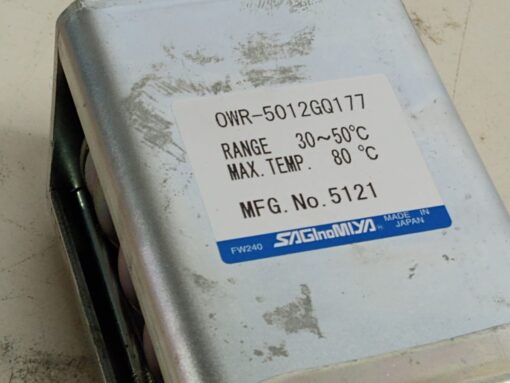 OWR-5012GQ177
RANGE 30～50℃
MAX.TEMP. 80 ℃
MFG.No.5121
FW240 SAGInoMIYA ® MADE IN
JAPAN